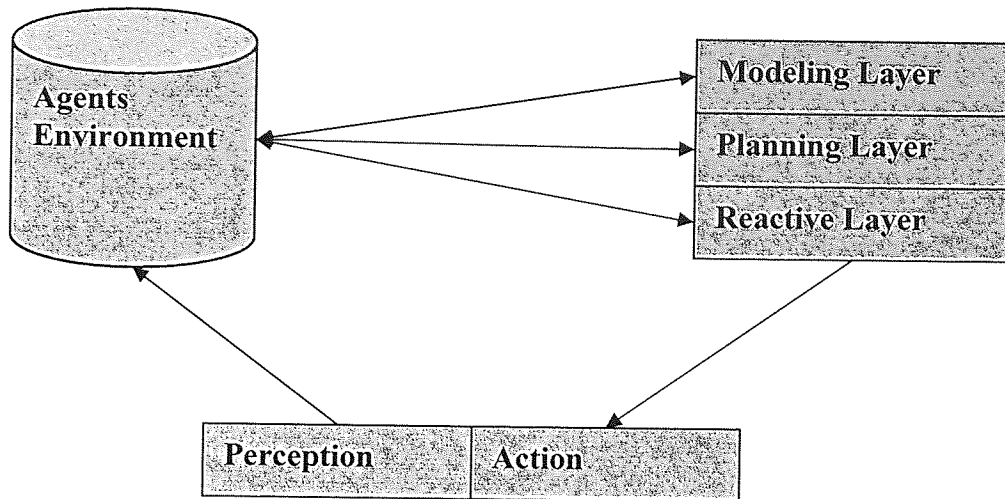 Agents
Environment
Modeling Layer
Planning Layer
Reactive Layer
Perception
Action